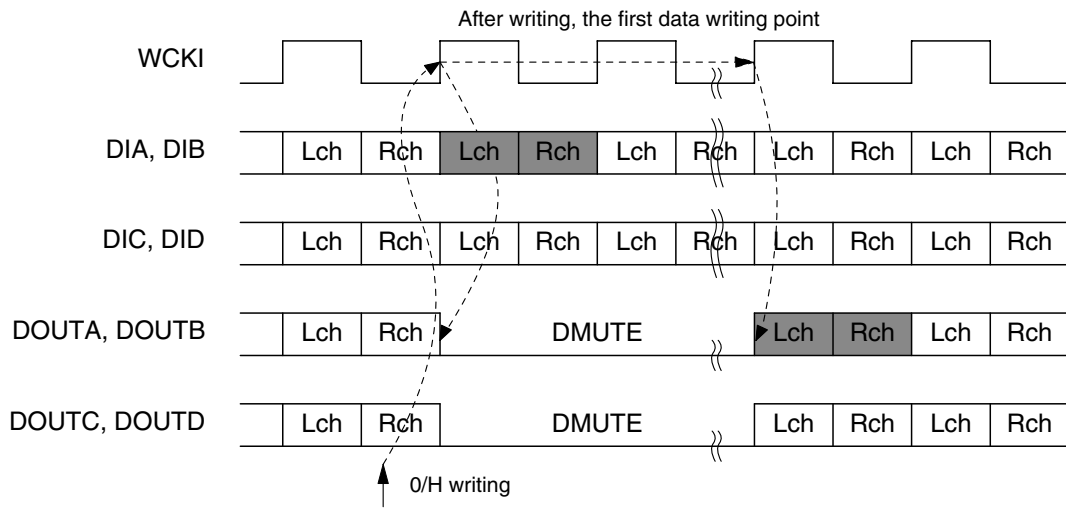 After writing, the first data writing point
WCKI
DIA, DIB Lch Rch Lch Rch Lch Rch Lch Rch Lch Rch
DIC, DID Lch Rch Lch Rch Lch Rch Lch Rch Lch Rch
DOUTA, DOUTB Lch Rch DMUTE Lch Rch Lch Rch
DOUTC, DOUTD Lch Rch DMUTE Lch Rch Lch Rch
0/H writing